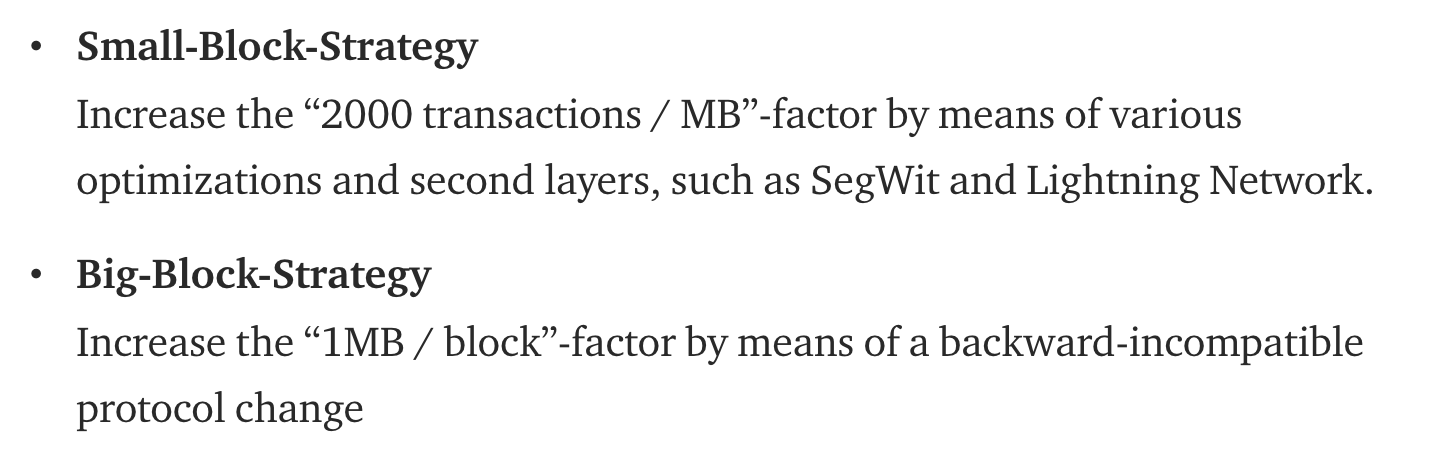 • Small-Block-Strategy
Increase the “2000 transactions / MB”-factor by means of various
optimizations and second layers, such as SegWit and Lightning Network.
• Big-Block-Strategy
Increase the “1MB / block”-factor by means of a backward-incompatible
protocol change